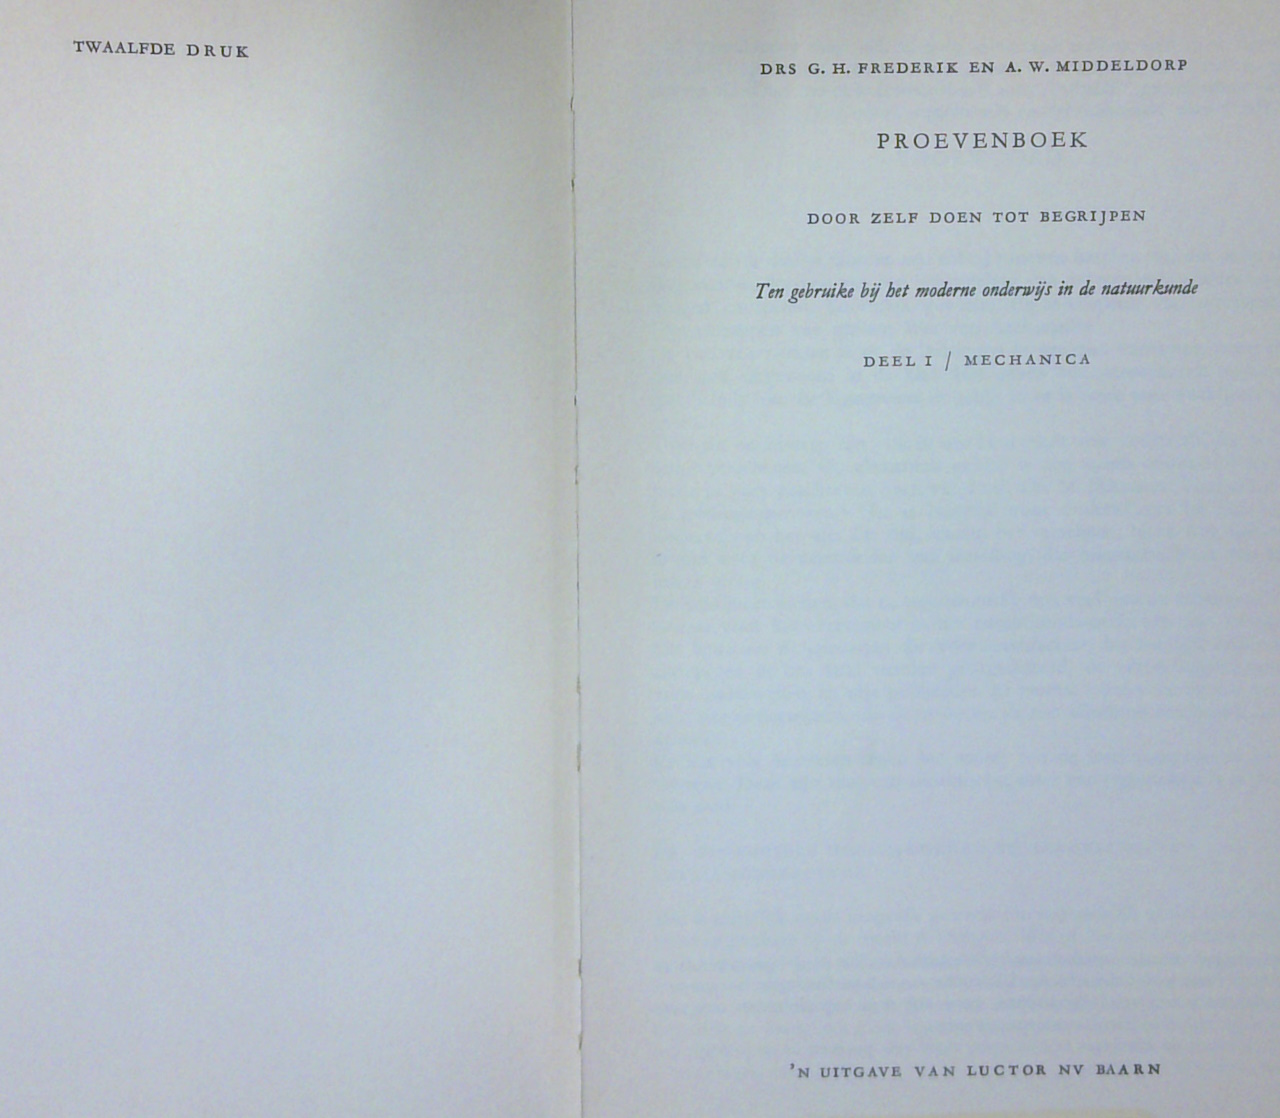 TWAALFDE DRUK
DRS G. H. FREDERIK EN A. W. MIDDELDORP
PROEVENBOEK
DOOR ZELF DOEN TOT BEGRIJPEN
Ten gebruike bij het moderne onderwijs in de natuurkunde
DEEL I / MECHANICA
'N UITGAVE VAN LUCTOR NV BAARN